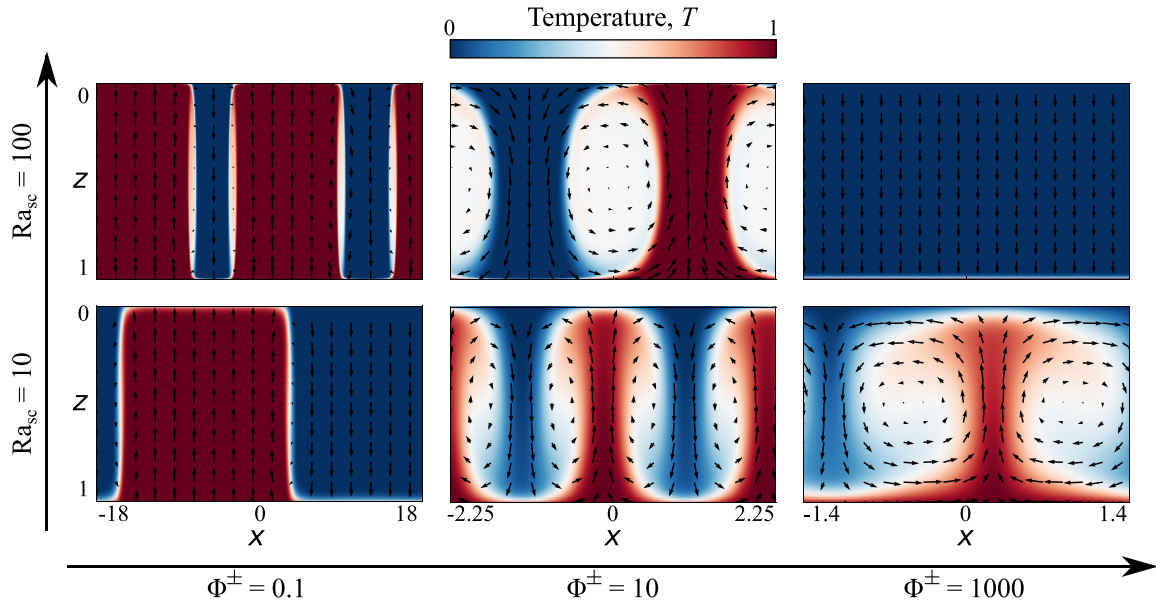 Temperature, T
0 1
Ra_sc = 100
0
z
1
Ra_sc = 10
0
z
1
-18 0 18
x
-2.25 0 2.25
x
-1.4 0 1.4
x
Φ^± = 0.1
Φ^± = 10
Φ^± = 1000